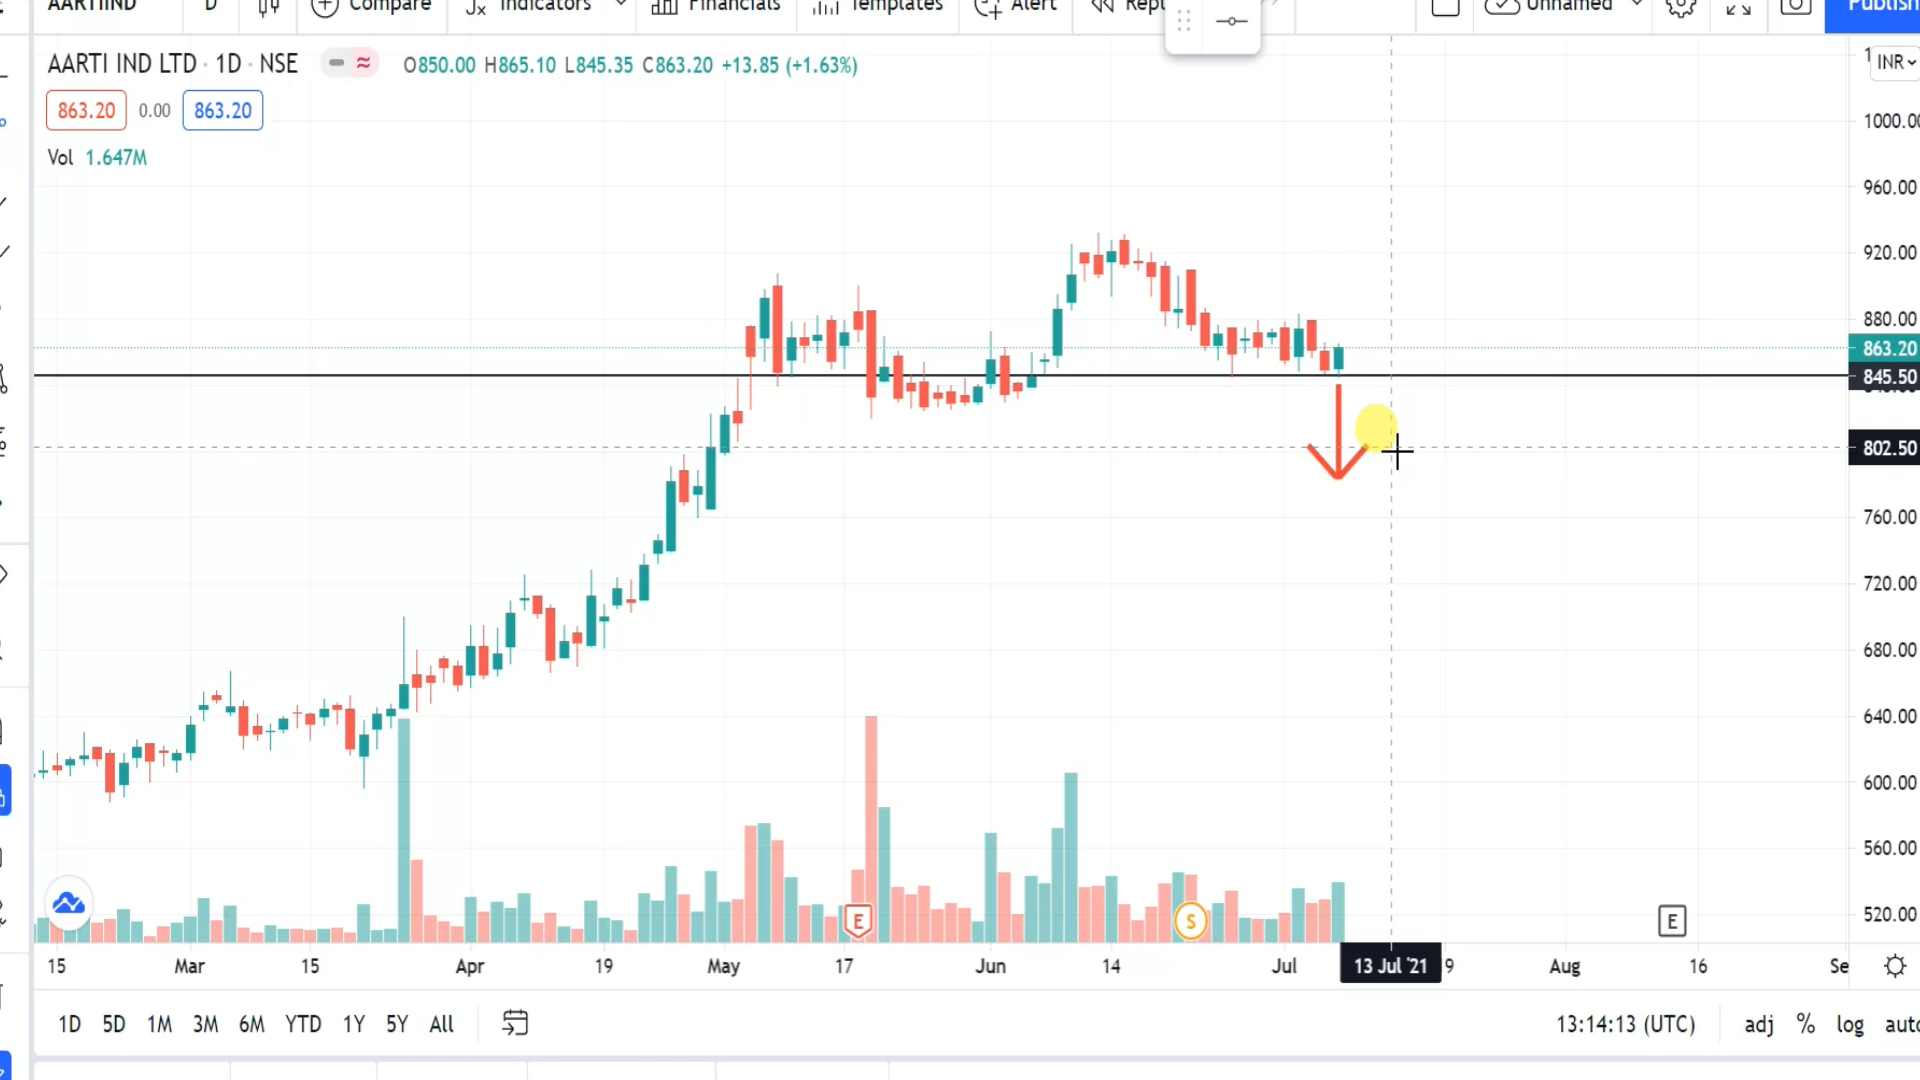 AARTIIND D Compare Indicators Financials Templates Alert Unnamed Publish
AARTI IND LTD · 1D · NSE O850.00 H865.10 L845.35 C863.20 +13.85 (+1.63%)
INR
863.20 0.00 863.20
Vol 1.647M
1000.00
960.00
920.00
880.00
863.20
845.50
802.50
760.00
720.00
680.00
640.00
600.00
560.00
520.00
E S E
15 Mar 15 Apr 19 May 17 Jun 14 Jul 13 Jul '21 9 Aug 16 Se
1D 5D 1M 3M 6M YTD 1Y 5Y All 13:14:13 (UTC) adj % log auto